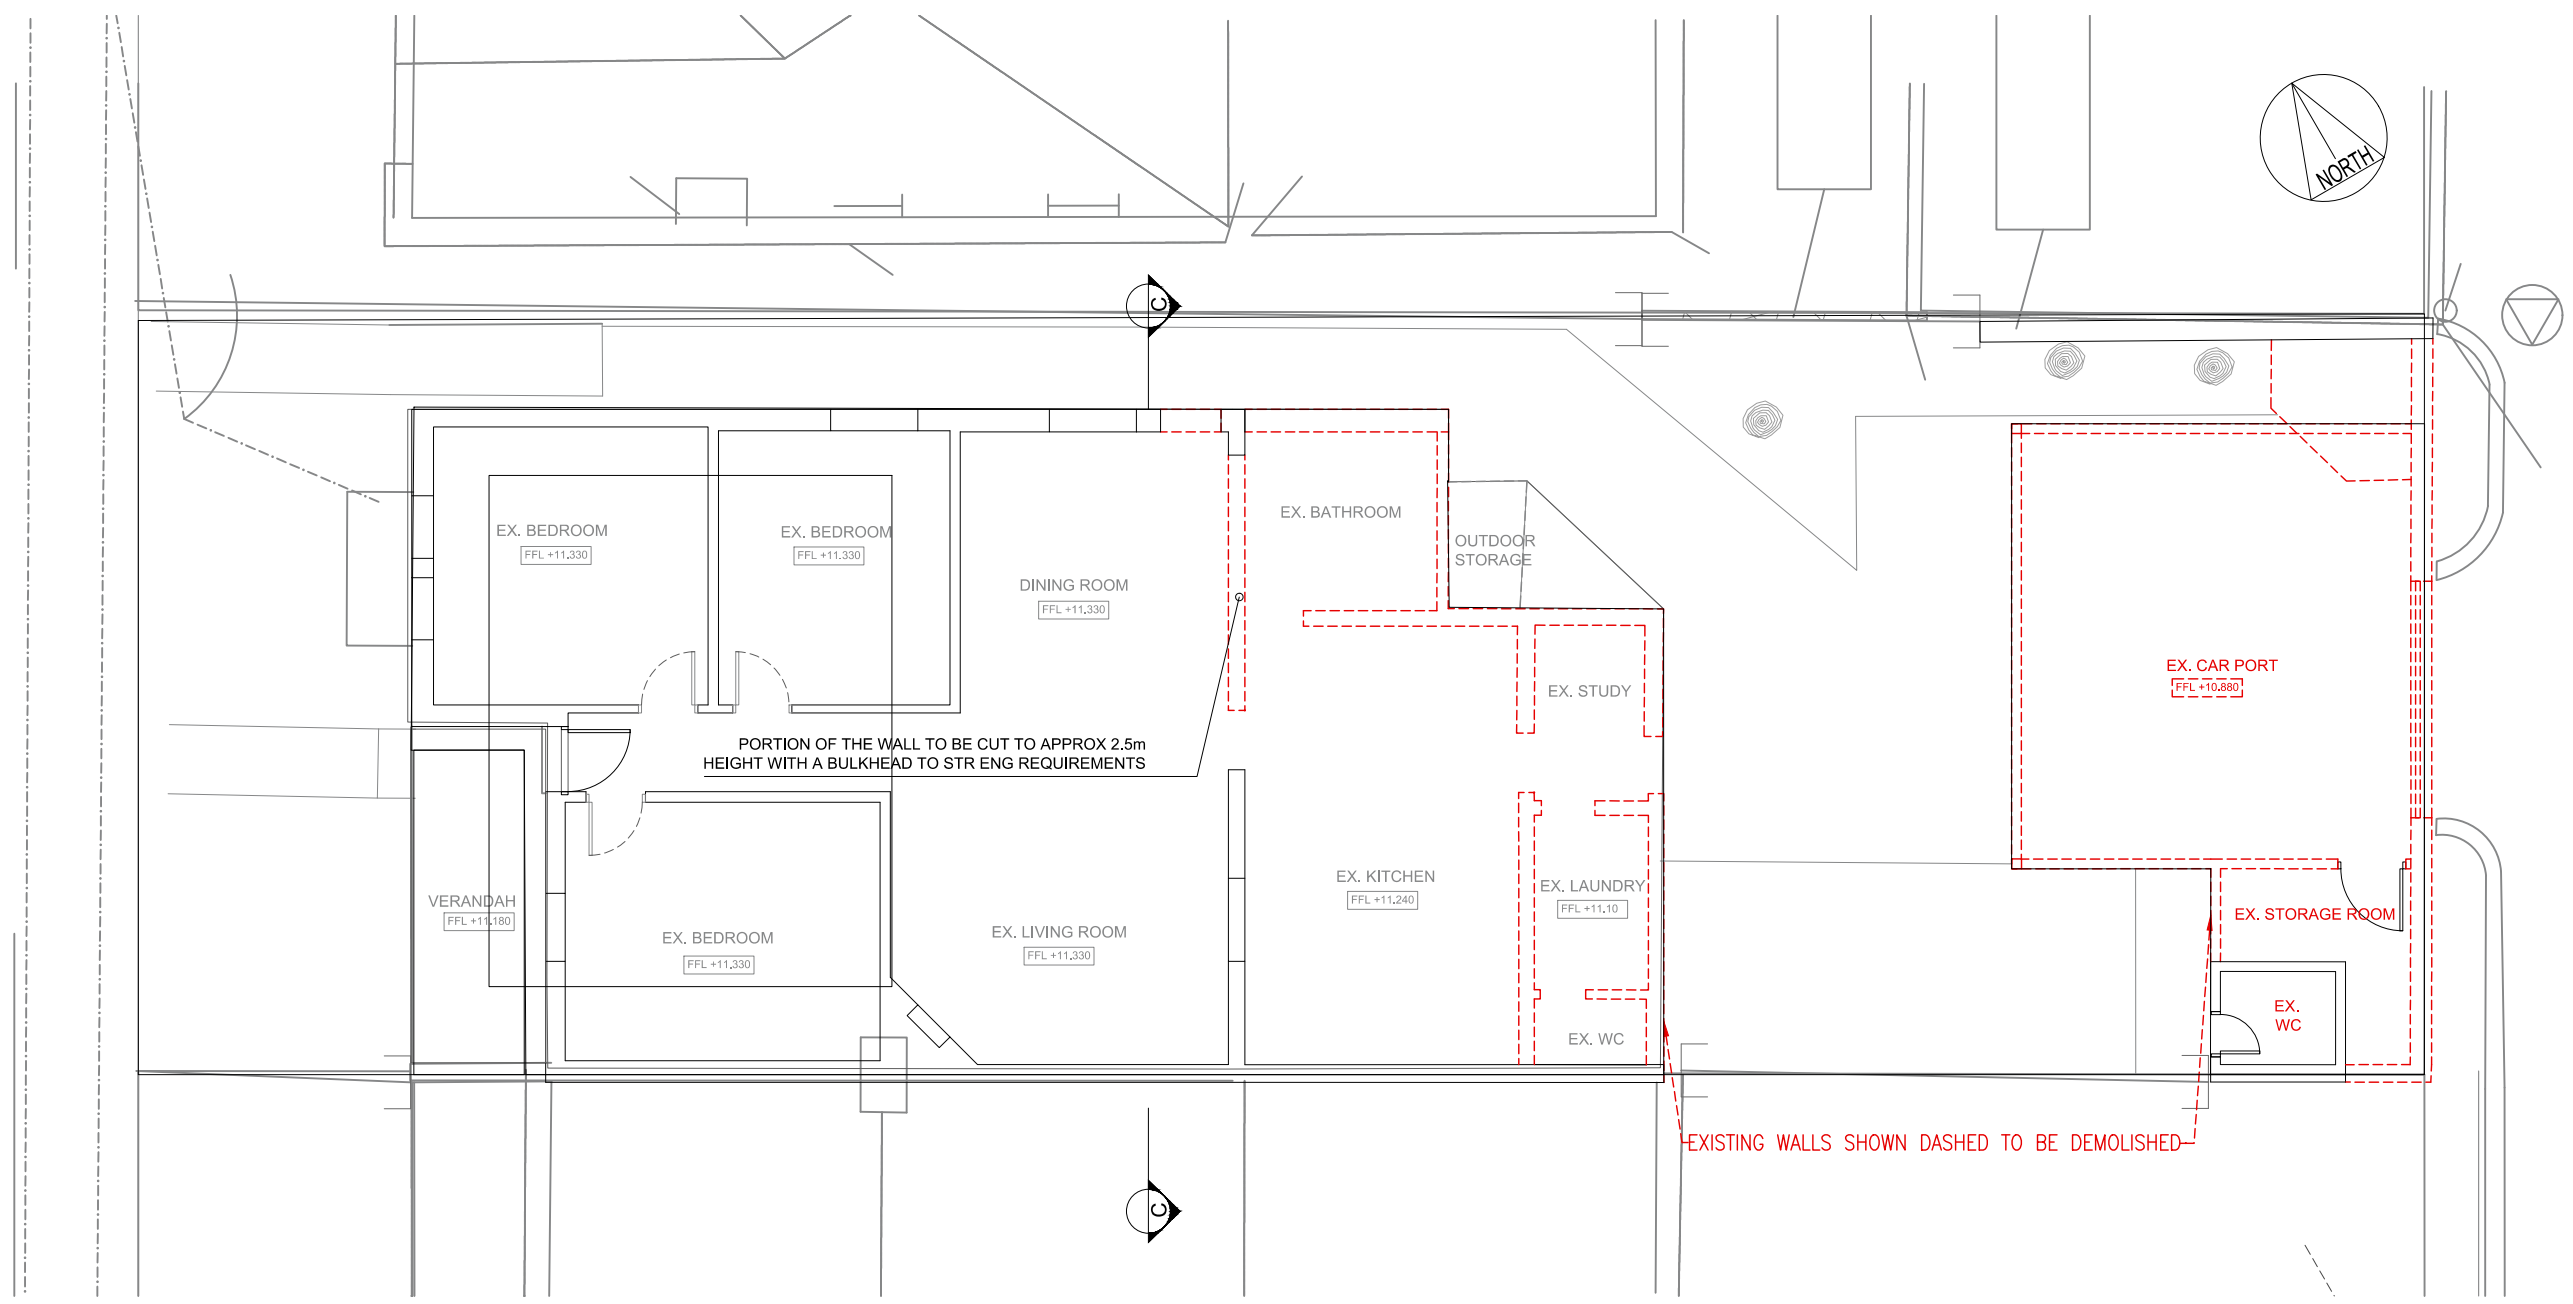 NORTH
C
EX. BEDROOM
FFL +11.330
EX. BEDROOM
FFL +11.330
DINING ROOM
FFL +11.330
EX. BATHROOM
OUTDOOR
STORAGE
EX. STUDY
EX. CAR PORT
FFL +10.880
PORTION OF THE WALL TO BE CUT TO APPROX 2.5m
HEIGHT WITH A BULKHEAD TO STR ENG REQUIREMENTS
VERANDAH
FFL +11.180
EX. BEDROOM
FFL +11.330
EX. LIVING ROOM
FFL +11.330
EX. KITCHEN
FFL +11.240
EX. LAUNDRY
FFL +11.10
EX. STORAGE ROOM
EX. WC
EX.
WC
EXISTING WALLS SHOWN DASHED TO BE DEMOLISHED
C